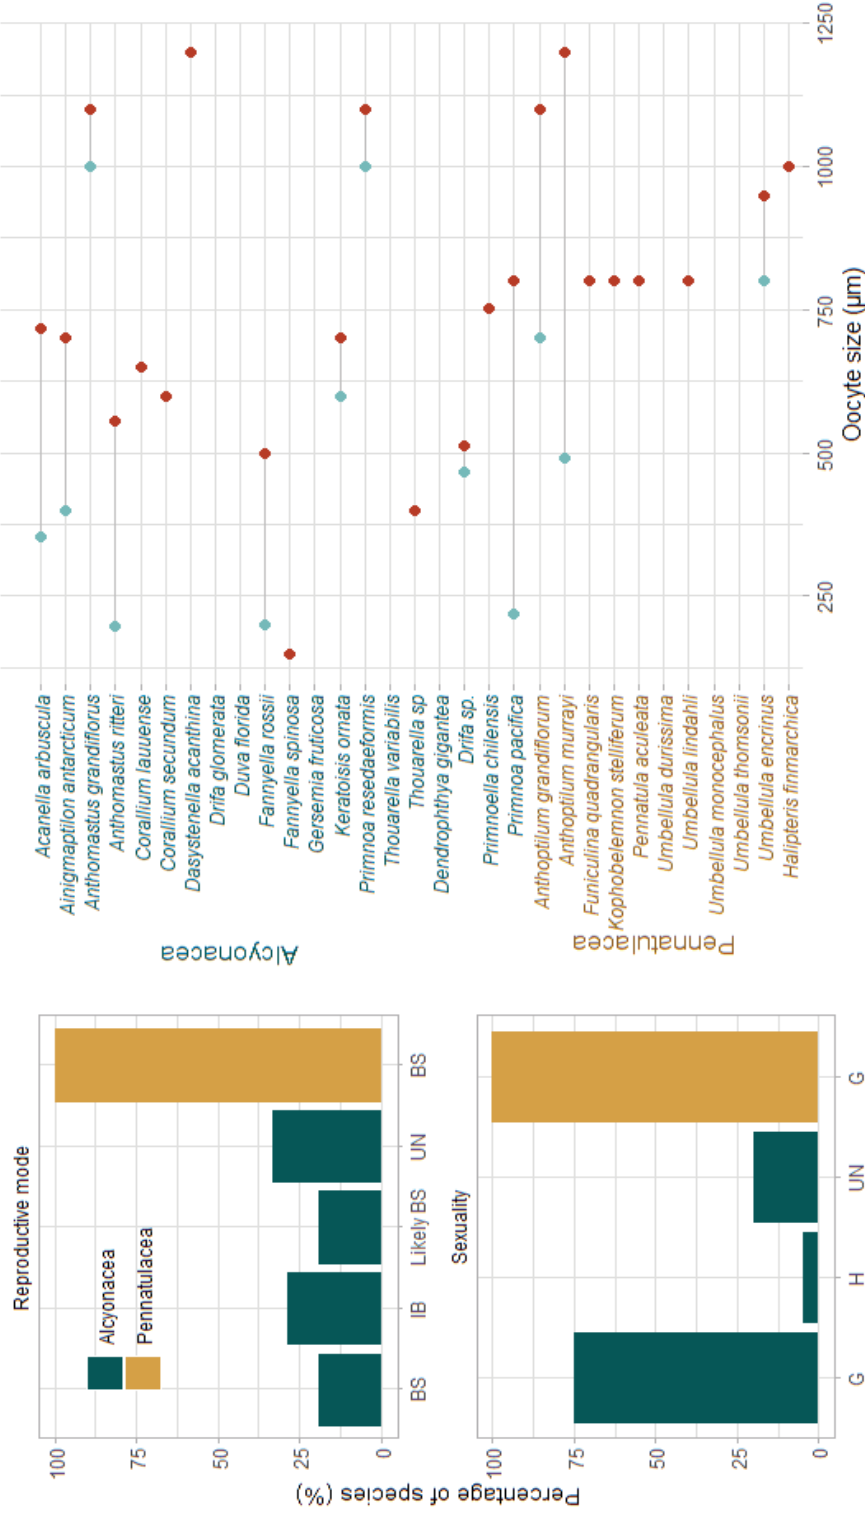 Reproductive mode
Alcyonacea
Pennatulacea
100
75
50
25
0
BS
IB
Likely BS
UN
BS
Percentage of species (%)
Sexuality
100
75
50
25
0
G
H
UN
G
Alcyonacea
Acanella arbuscula
Ainigmaptilon antarcticum
Anthomastus grandiflorus
Anthomastus ritteri
Corallium lauuense
Corallium secundum
Dasystenella acanthina
Drifa glomerata
Duva florida
Fannyella rossii
Fannyella spinosa
Gersemia fruticosa
Keratoisis ornata
Primnoa resedaeformis
Thouarella variabilis
Thouarella sp
Dendrophthya gigantea
Drifa sp.
Primnoella chilensis
Primnoa pacifica
Pennatulacea
Anthoptilum grandiflorum
Anthoptilum murrayi
Funiculina quadrangularis
Kophobelemnon stelliferum
Pennatula aculeata
Umbellula durissima
Umbellula lindahli
Umbellula monocephalus
Umbellula thomsonii
Umbellula encrinus
Halipteris finmarchica
250
500
750
1000
1250
Oocyte size (µm)